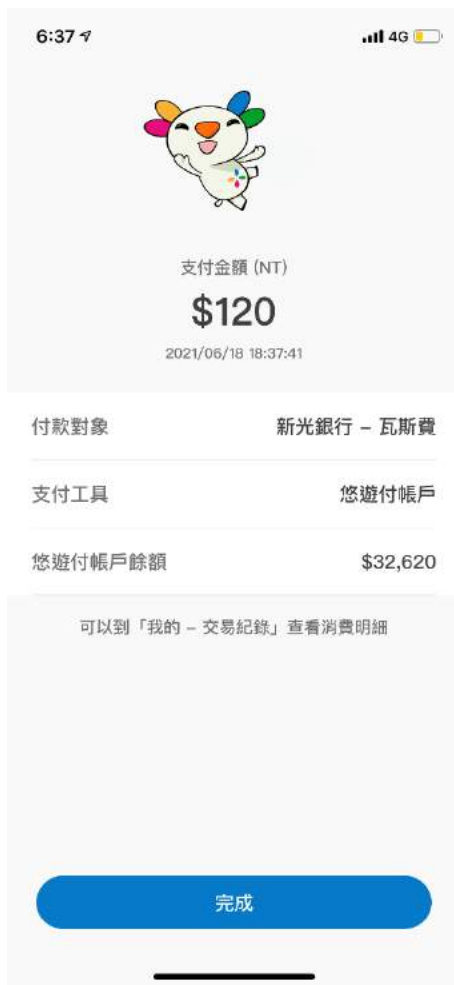 6:37
4G
支付金額 (NT)
$120
2021/06/18 18:37:41
付款對象 新光銀行 – 瓦斯費
支付工具 悠遊付帳戶
悠遊付帳戶餘額 $32,620
可以到「我的 – 交易紀錄」查看消費明細
完成